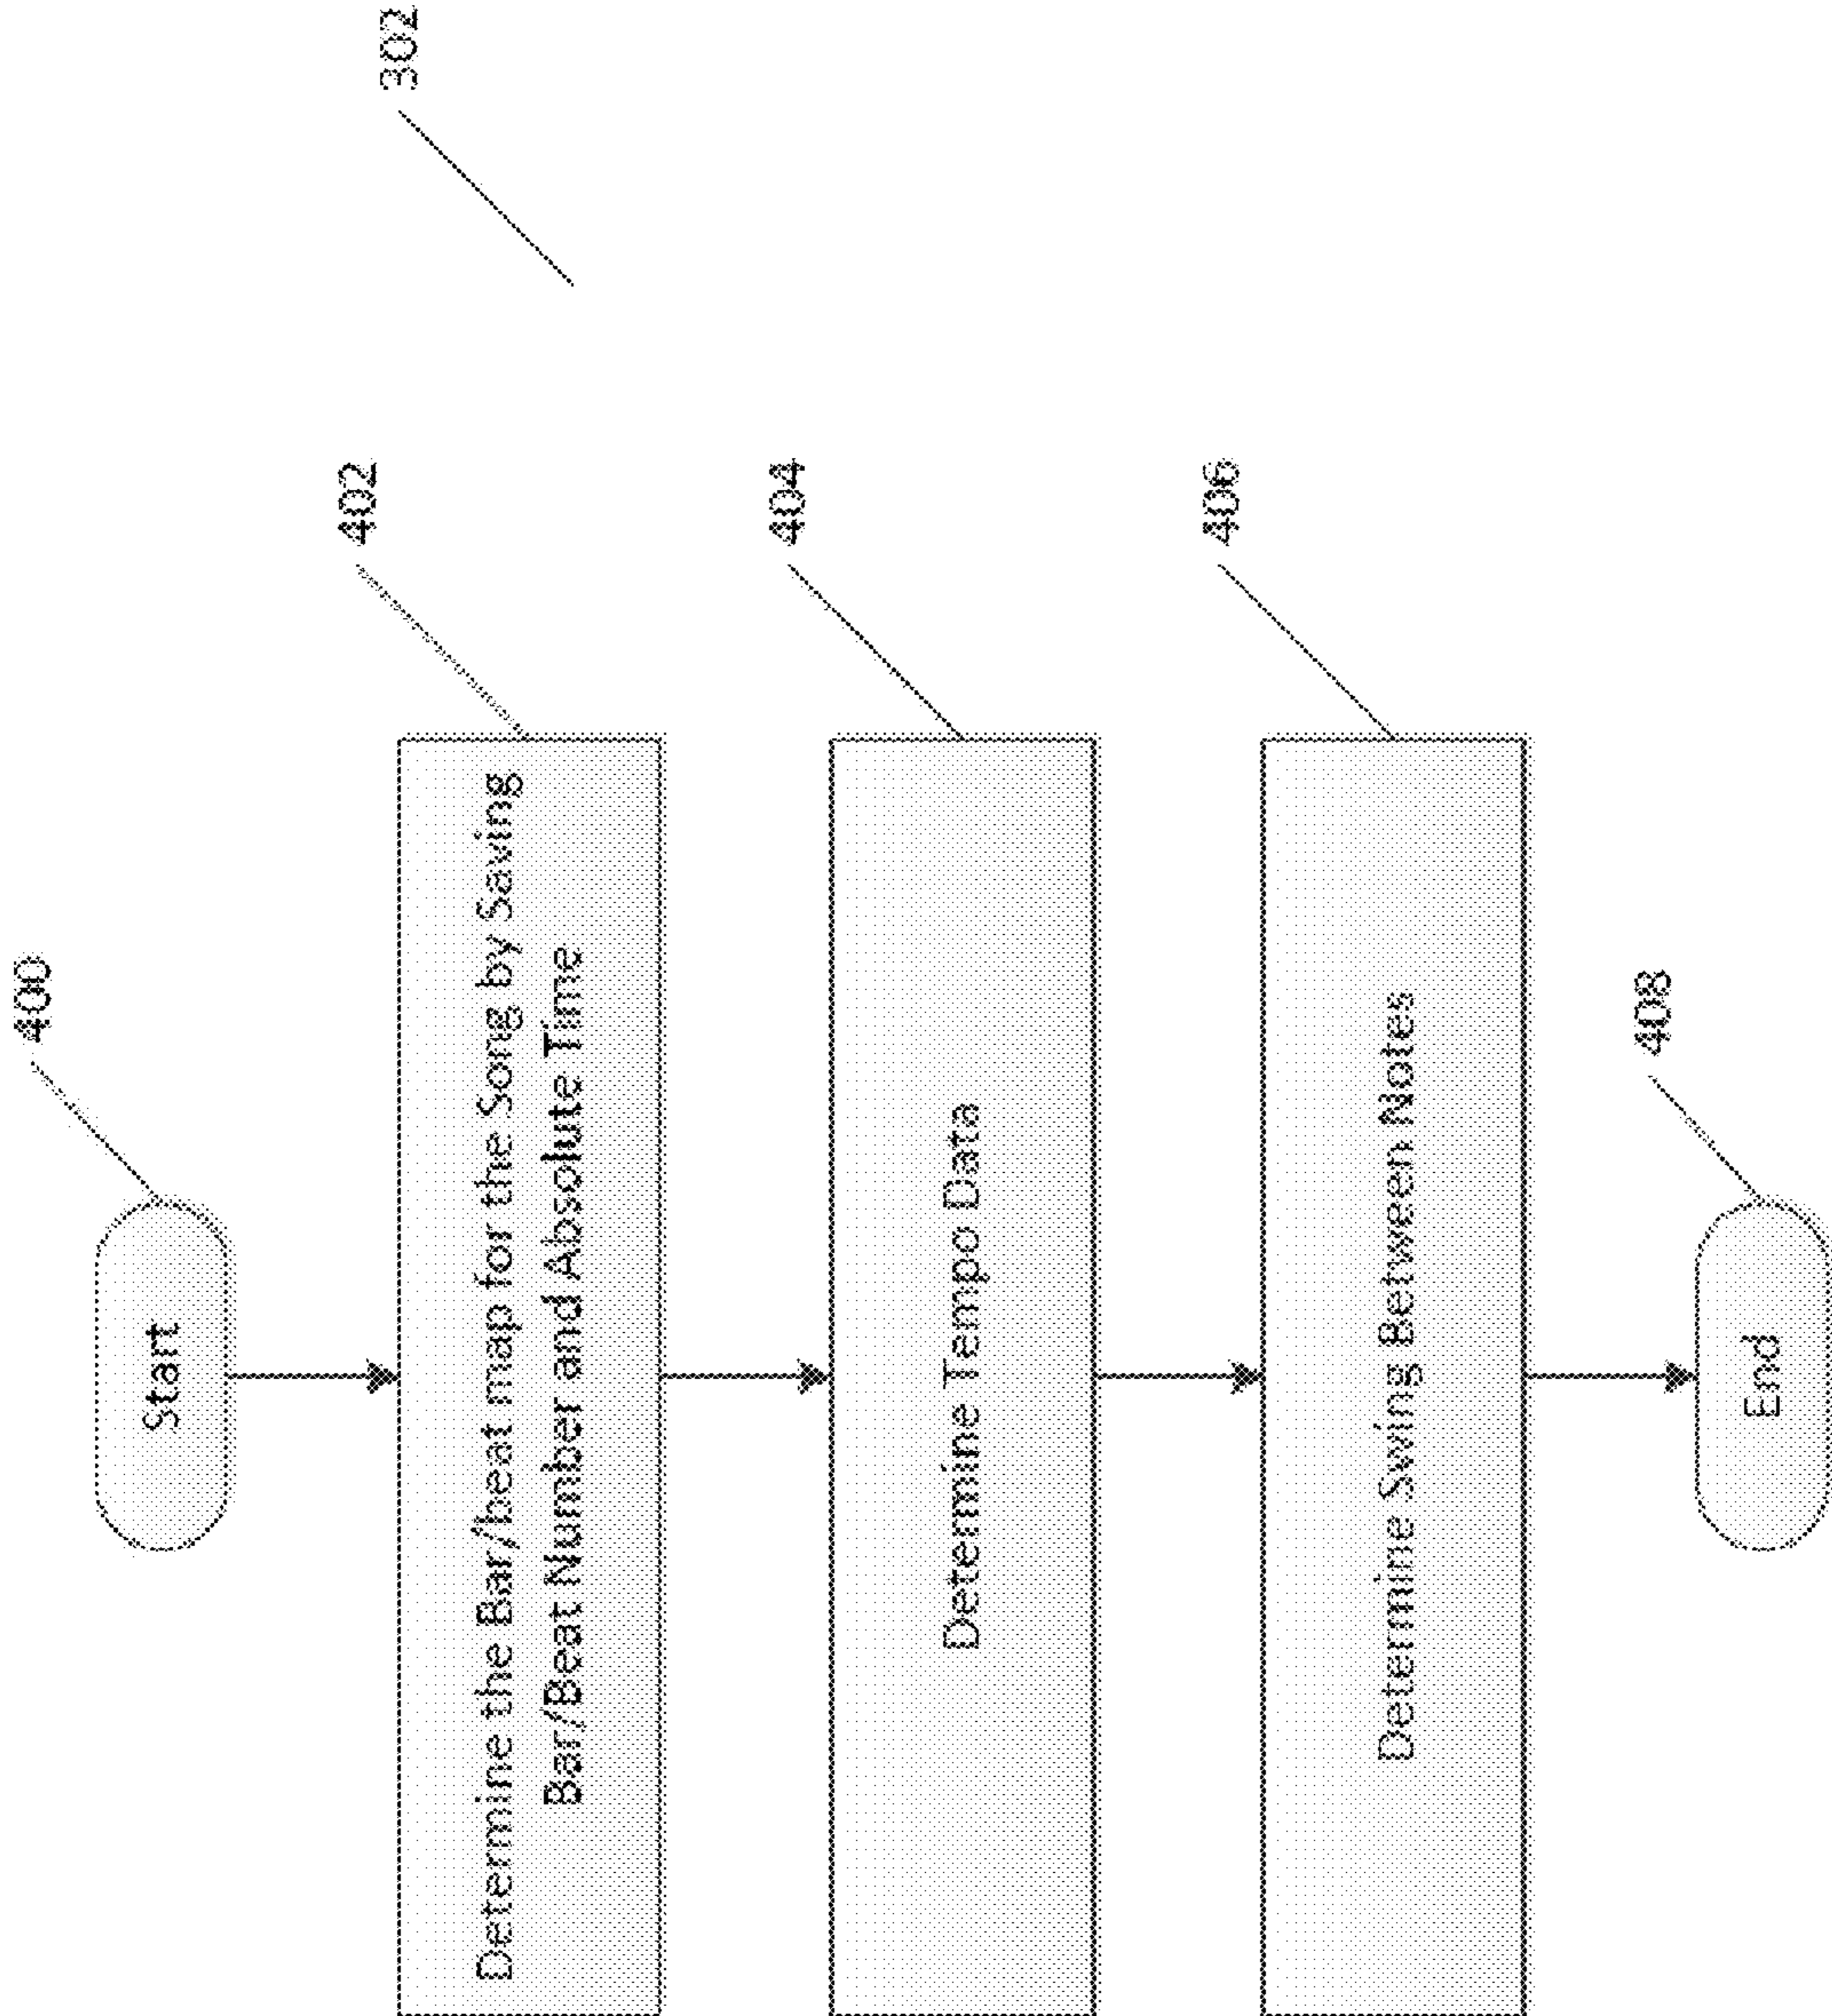 302
400
Start
402
Determine the Bar/beat map for the Song by Saving
Bar/Beat Number and Absolute Time
404
Determine Tempo Data
406
Determine Swing Between Notes
408
End